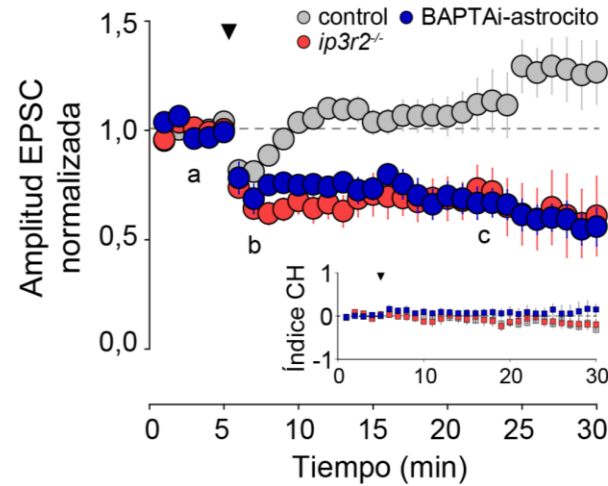 control BAPTAi-astrocito
ip3r2-/-
1,5
1,0
0,5
0,0
Amplitud EPSC
normalizada
a
b
c
Índice CH
1
0
-1
0 10 20 30
0 5 10 15 20 25 30
Tiempo (min)